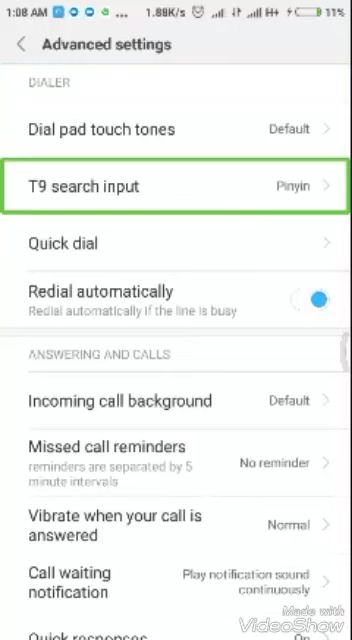 1:08 AM ... 1.88K/s H+ 11%
Advanced settings
DIALER
Dial pad touch tones Default
T9 search input Pinyin
Quick dial
Redial automatically
Redial automatically if the line is busy
ANSWERING AND CALLS
Incoming call background Default
Missed call reminders
reminders are separated by 5
minute intervals
No reminder
Vibrate when your call is
answered
Normal
Call waiting
notification
Play notification sound
continuously
Made with
VideoShow
Quick responses On